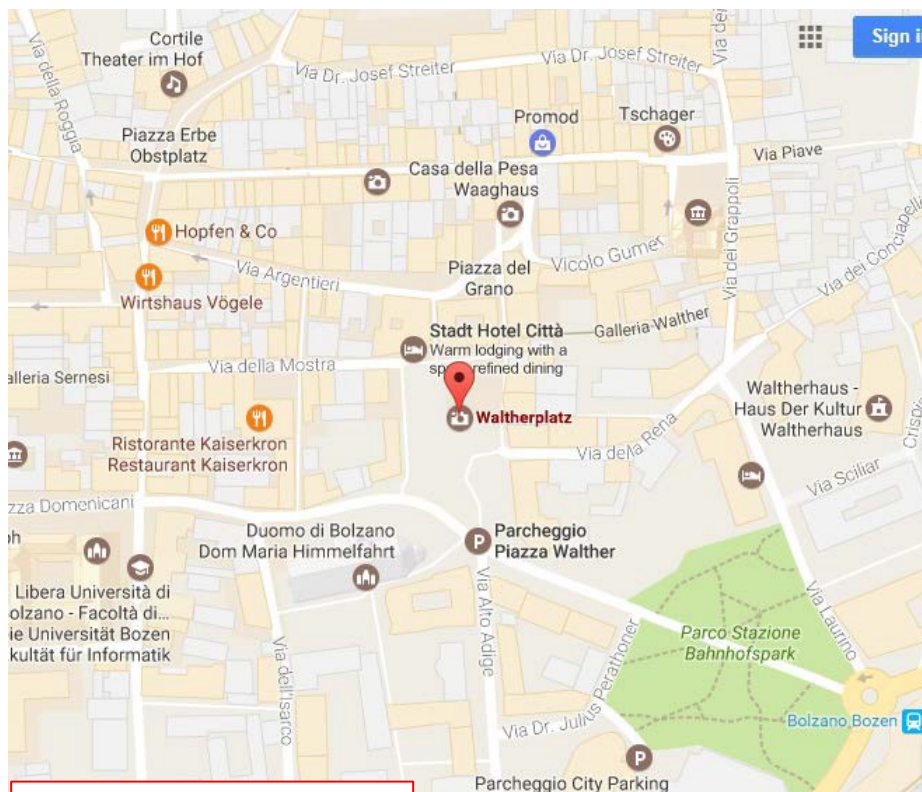 Cortile
Theater im Hof
Via della Roggia
Via Dr. Josef Streiter
Via Dr. Josef Streiter
Via dei
Sign i
Promod
Tschager
Piazza Erbe
Obstplatz
Via Piave
Casa della Pesa
Waaghaus
Hopfen & Co
Via Argentieri
Piazza del
Grano
Vicolo Gumer
Via dei Grappoli
Via dei Conciapelli
Wirtshaus Vögele
Stadt Hotel Città
Warm lodging with a
refined dining
Galleria Walther
Via della Mostra
alleria Sernesi
Waltherplatz
Waltherhaus -
Haus Der Kultur
Waltherhaus
Crispi
Ristorante Kaiserkron
Restaurant Kaiserkron
Via della Rena
Via Sciliar
zza Domenicani
Duomo di Bolzano
Dom Maria Himmelfahrt
Parcheggio
Piazza Walther
ph
Libera Università di
olzano - Facoltà di...
ie Universität Bozen
kultät für Informatik
Via dell'Isarco
Via Alto Adige
Via Dr. Julius Perathoner
Parco Stazione
Bahnhofspark
Via Laurino
Bolzano Bozen
Parcheggio City Parking